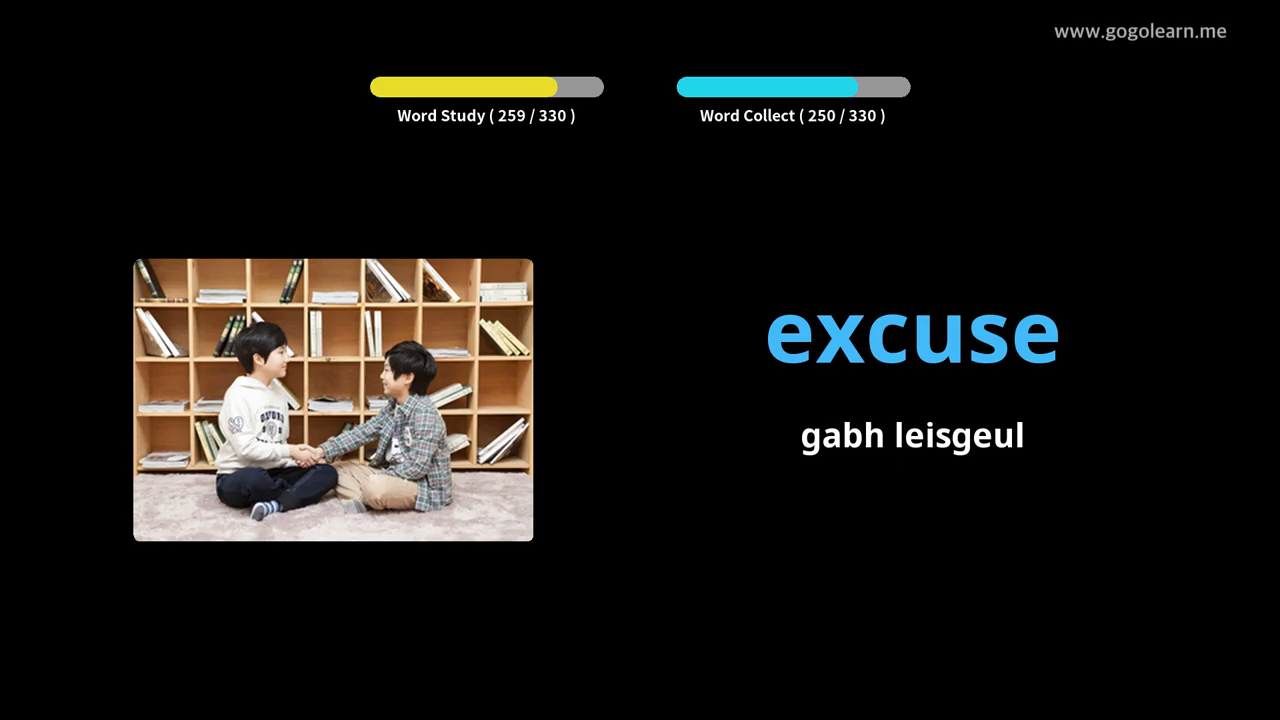 www.gogolearn.me
Word Study ( 259 / 330 )
Word Collect ( 250 / 330 )
excuse
gabh leisgeul